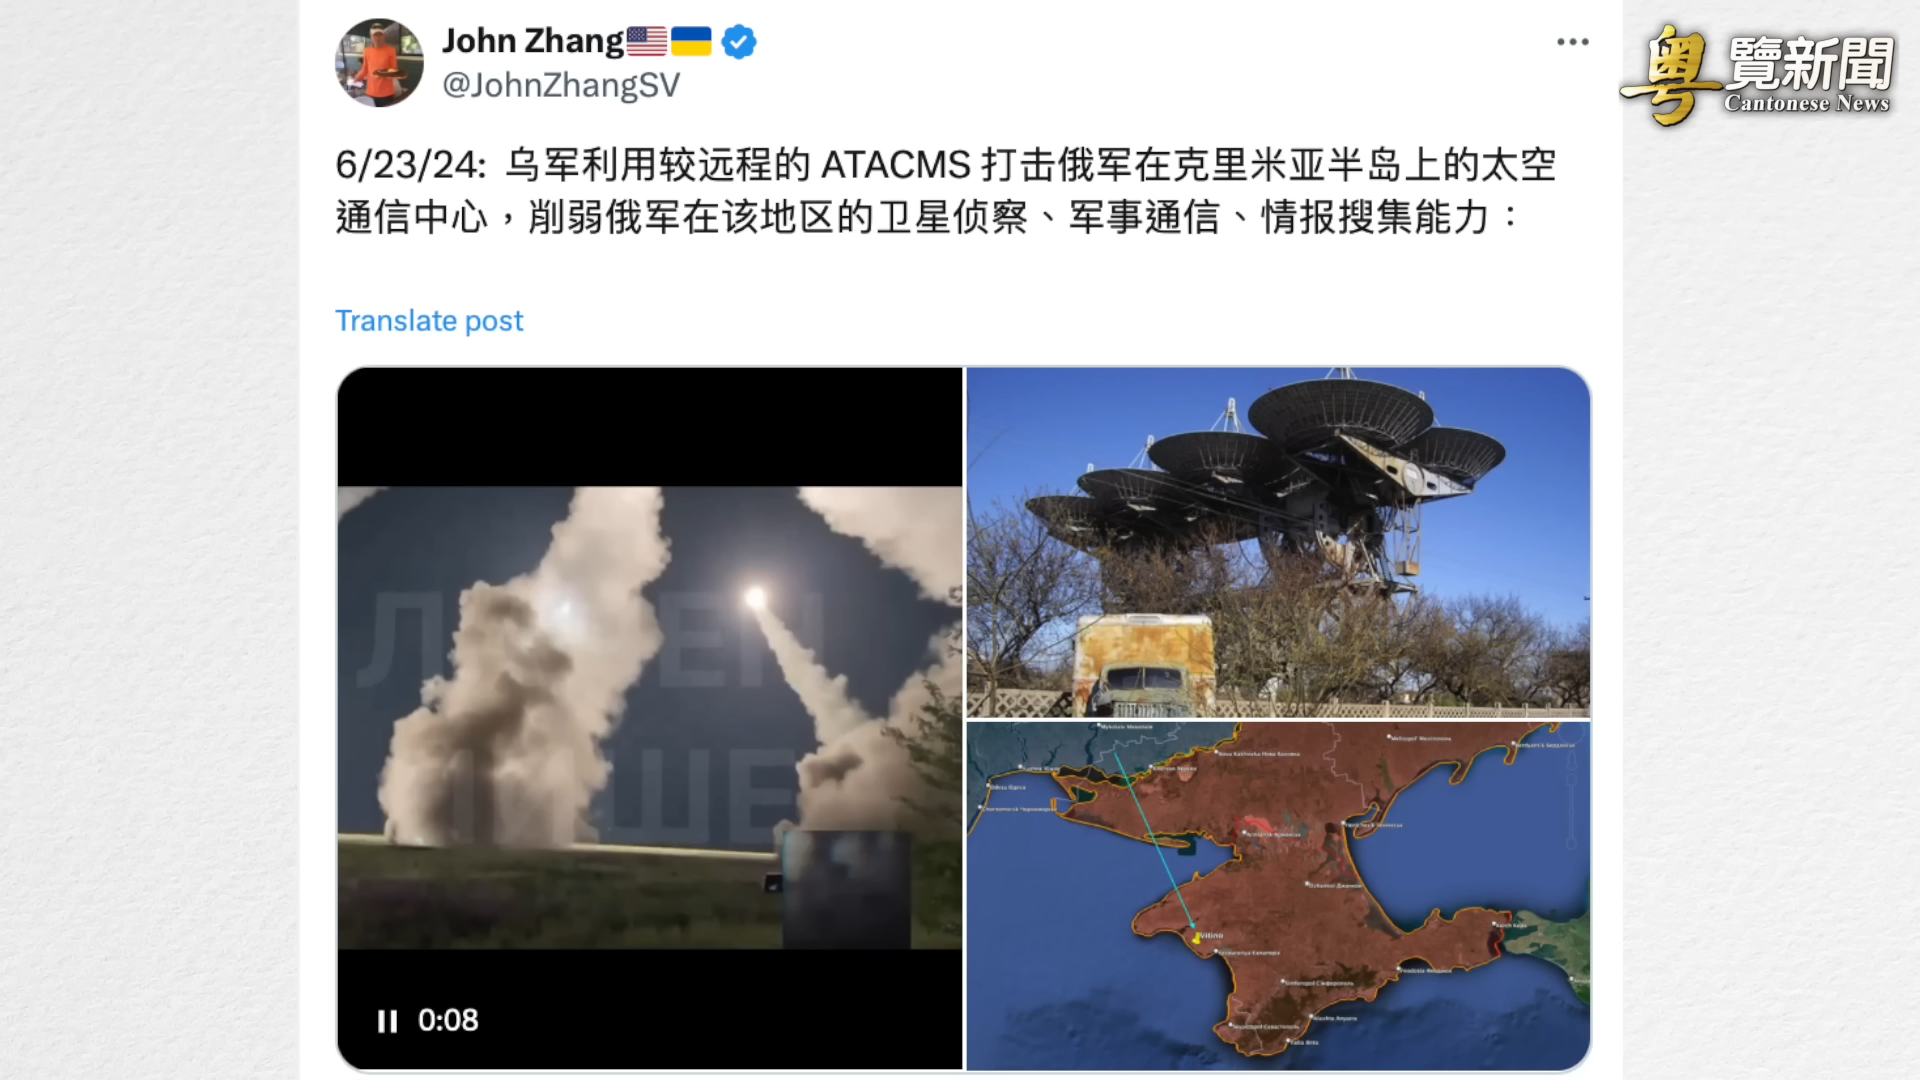 John Zhang
@JohnZhangSV
粤
覽新聞
Cantonese News
6/23/24: 乌军利用较远程的 ATACMS 打击俄军在克里米亚半岛上的太空
通信中心，削弱俄军在该地区的卫星侦察、军事通信、情报搜集能力：
Translate post
0:08
Vitino